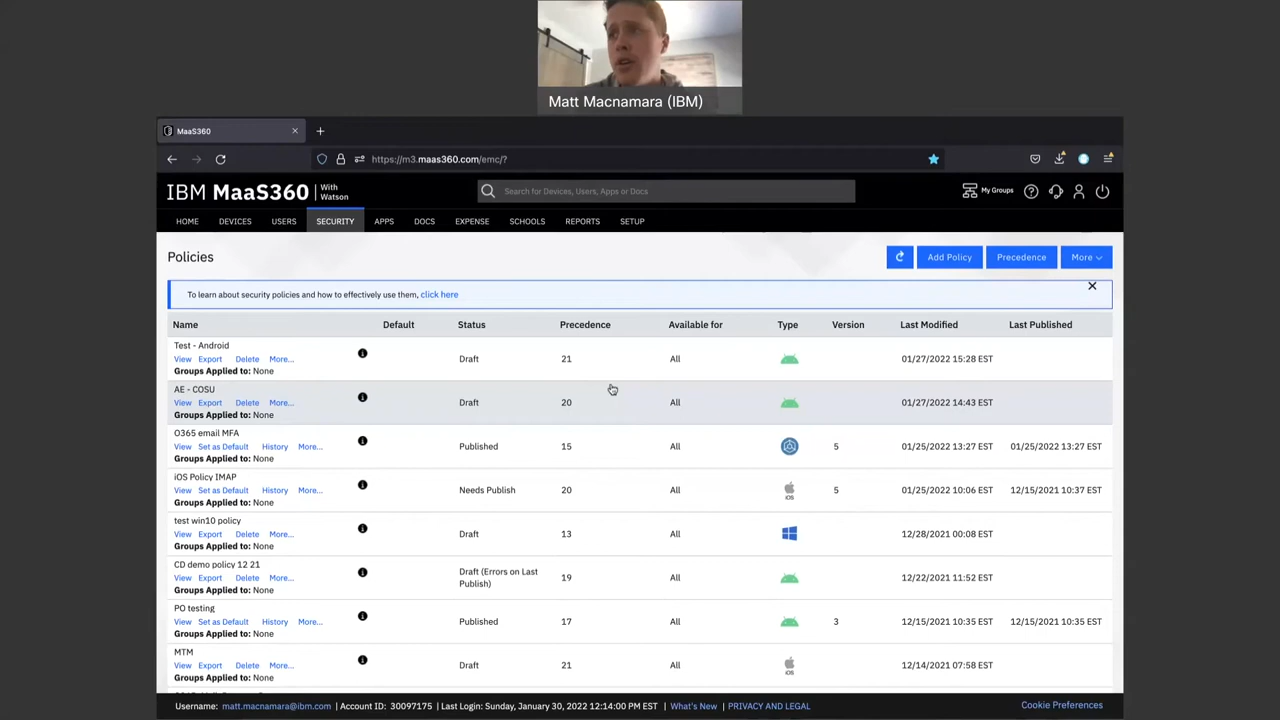 Matt Macnamara (IBM)
MaaS360
https://m3.maas360.com/emc/?
IBM MaaS360 | With Watson
Search for Devices, Users, Apps or Docs
My Groups
HOME DEVICES USERS SECURITY APPS DOCS EXPENSE SCHOOLS REPORTS SETUP
Policies
Add Policy Precedence More
To learn about security policies and how to effectively use them, click here
Name Default Status Precedence Available for Type Version Last Modified Last Published
Test - Android
View Export Delete More... Draft 21 All 01/27/2022 15:28 EST
Groups Applied to: None
AE - COSU
View Export Delete More... Draft 20 All 01/27/2022 14:43 EST
Groups Applied to: None
O365 email MFA
View Set as Default History More... Published 15 All 5 01/25/2022 13:27 EST 01/25/2022 13:27 EST
Groups Applied to: None
iOS Policy IMAP
View Set as Default History More... Needs Publish 20 All iOS 5 01/25/2022 10:06 EST 12/15/2021 10:37 EST
Groups Applied to: None
test win10 policy
View Export Delete More... Draft 13 All 12/28/2021 00:08 EST
Groups Applied to: None
CD demo policy 12 21
View Export Delete More... Draft (Errors on Last Publish) 19 All 12/22/2021 11:52 EST
Groups Applied to: None
PO testing
View Set as Default History More... Published 17 All 3 12/15/2021 10:35 EST 12/15/2021 10:35 EST
Groups Applied to: None
MTM
View Export Delete More... Draft 21 All iOS 12/14/2021 07:58 EST
Groups Applied to: None
Username: matt.macnamara@ibm.com | Account ID: 30097175 | Last Login: Sunday, January 30, 2022 12:14:00 PM EST | What's New | PRIVACY AND LEGAL Cookie Preferences